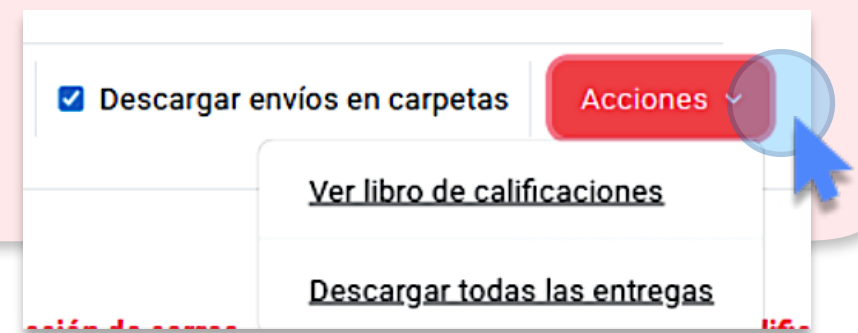 Descargar envíos en carpetas Acciones
Ver libro de calificaciones
Descargar todas las entregas